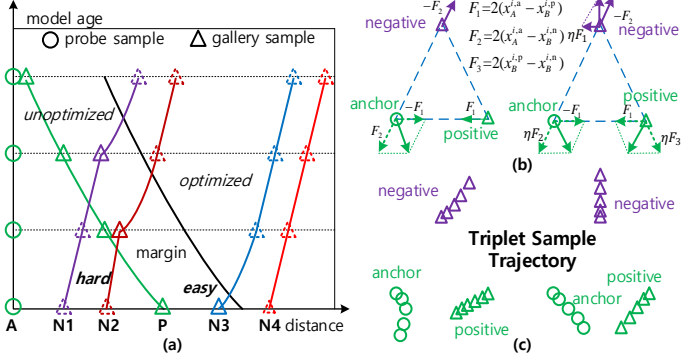 model age
probe sample
gallery sample
unoptimized
optimized
margin
hard
easy
A N1 N2 P N3 N4 distance
(a)
negative
-F₂
F₁=2(x_A^{i,a} − x_B^{i,p})
F₂=2(x_A^{i,a} − x_B^{i,n})
F₃=2(x_B^{i,p} − x_B^{i,n})
anchor
-F₁
F₁
F₂
positive
ηF₁
-F₂
negative
anchor
-F₁
F₁
positive
ηF₂
ηF₃
(b)
negative
negative
Triplet Sample
Trajectory
anchor
positive
anchor
positive
(c)